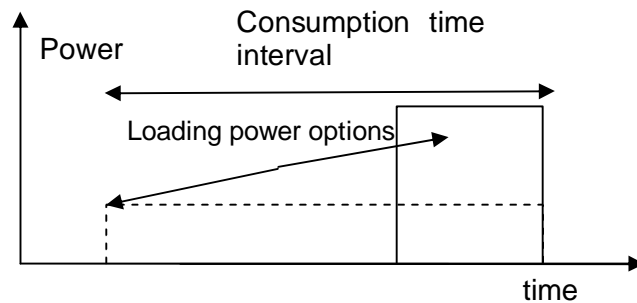 Consumption time
interval
Power
Loading power options
time